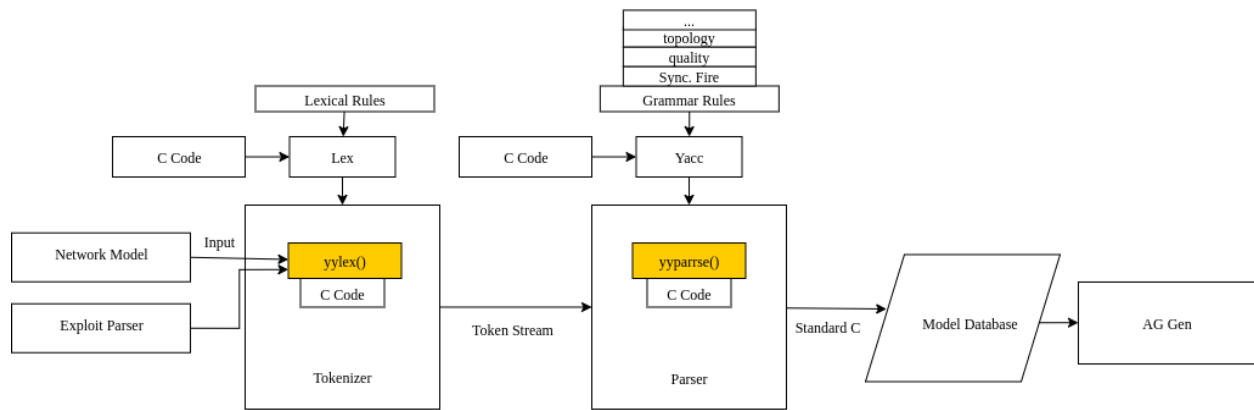 ...
topology
quality
Sync. Fire
Lexical Rules
Grammar Rules
C Code
Lex
C Code
Yacc
Network Model
Input
yylex()
C Code
yyparrse()
C Code
Exploit Parser
Token Stream
Standard C
Model Database
AG Gen
Tokenizer
Parser